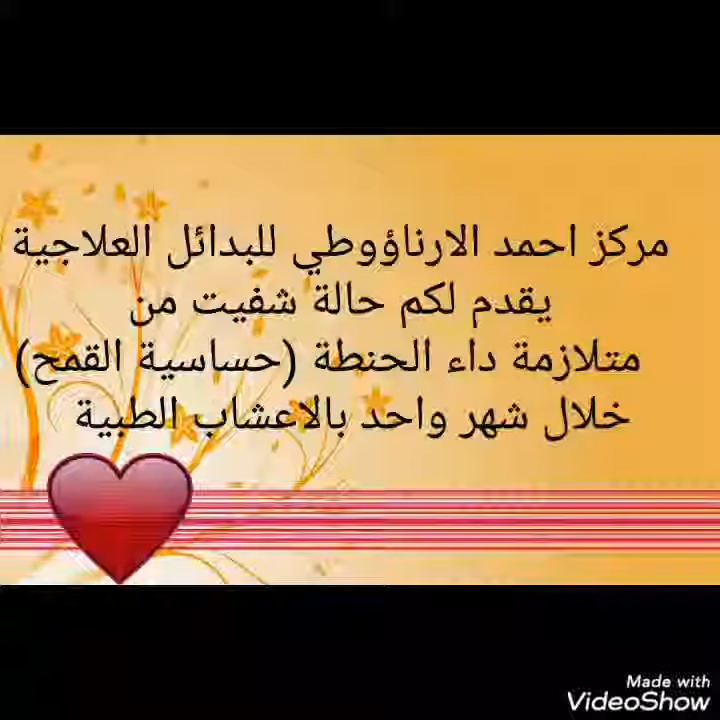 مركز احمد الارناؤوطي للبدائل العلاجية
يقدم لكم حالة شفيت من
متلازمة داء الحنطة (حساسية القمح)
خلال شهر واحد بالاعشاب الطبية
Made with
VideoShow